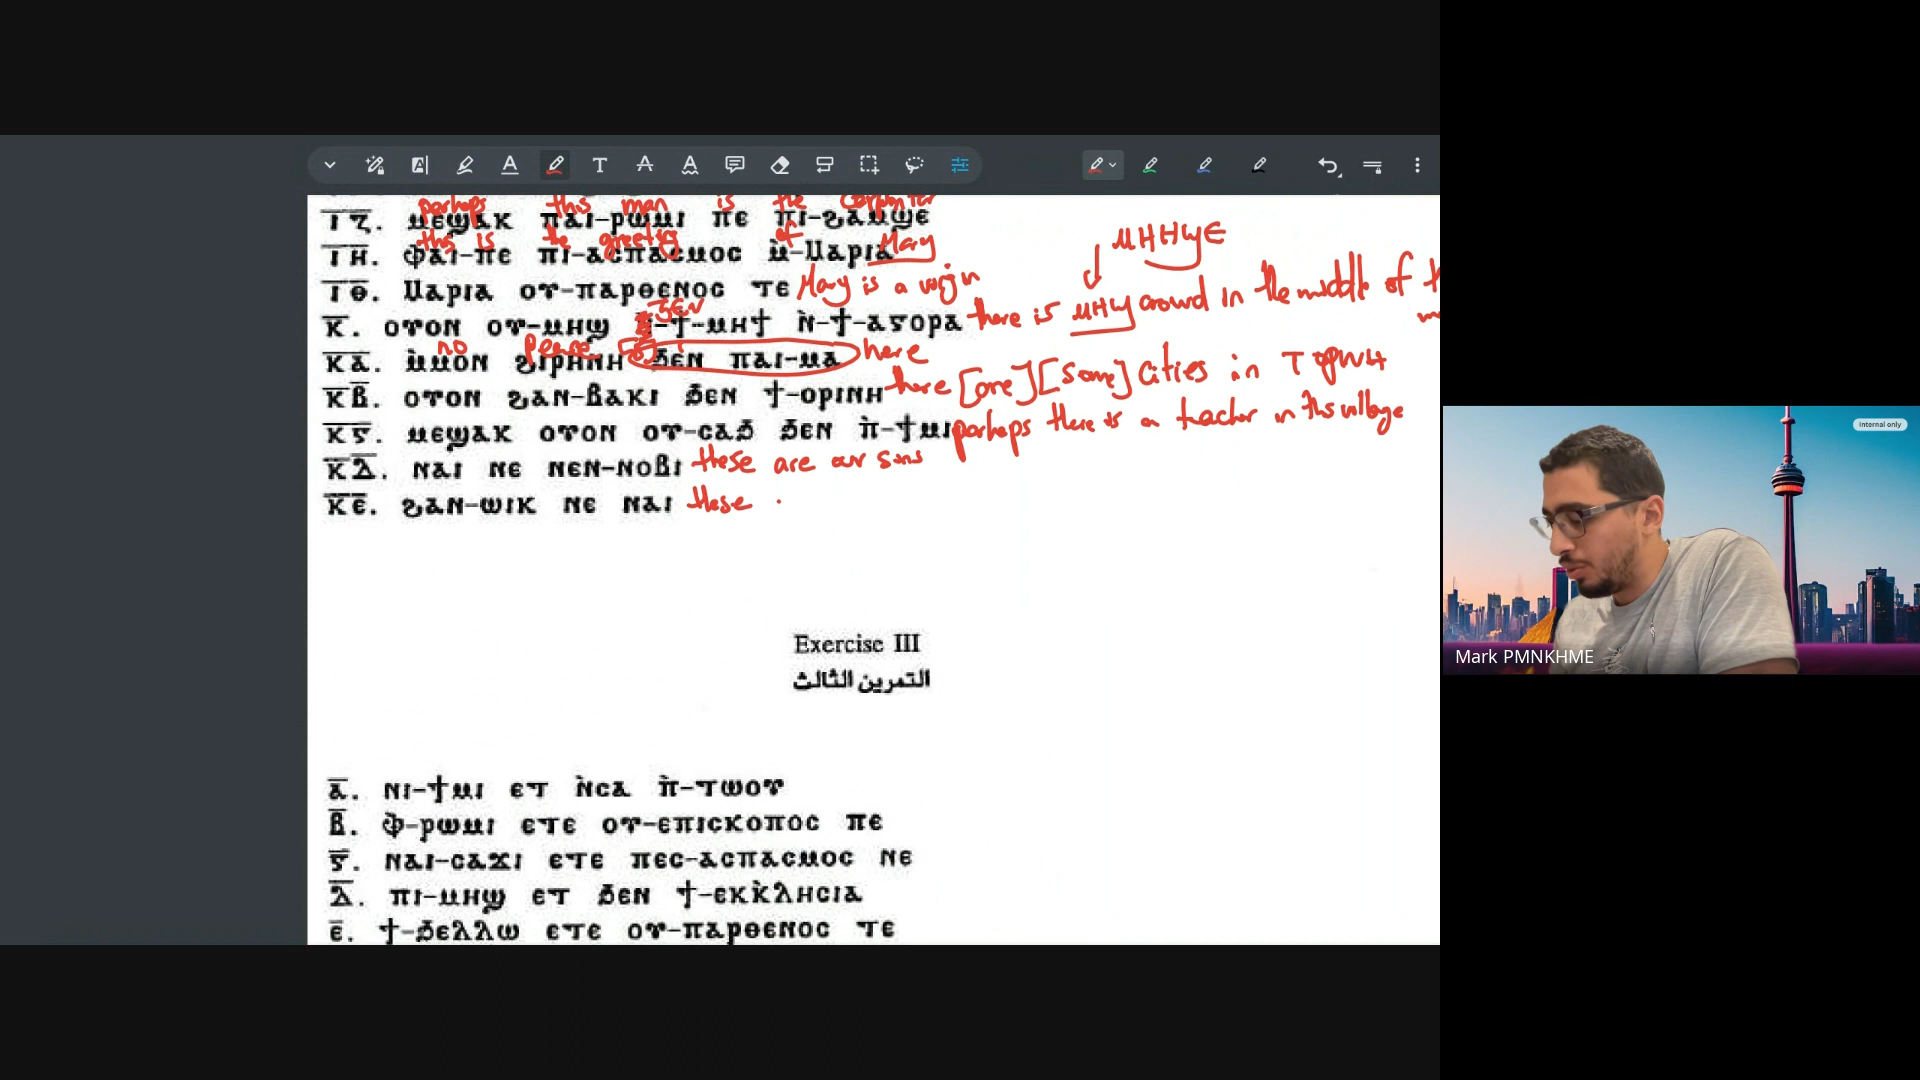 perhaps this man is the carpenter
ⲓ̅ⲍ̅. ⲙⲉϣⲁⲕ ⲡⲁⲓ-ⲣⲱⲙⲓ ⲡⲉ ⲡⲓ-ϩⲁⲙϣⲉ
this is the greeting of Mary
ⲓ̅ⲏ̅. ⲫⲁⲓ-ⲡⲉ ⲡⲓ-ⲁⲥⲡⲁⲥⲙⲟⲥ ⲙ̀-Ⲙⲁⲣⲓⲁ
ⲙⲏⲏϣⲉ
ⲓ̅ⲑ̅. Ⲙⲁⲣⲓⲁ ⲟⲩ-ⲡⲁⲣⲑⲉⲛⲟⲥ ⲧⲉ Mary is a virgin
ϧⲉⲛ
ⲕ̅. ⲟⲩⲟⲛ ⲟⲩ-ⲙⲏϣ ϯ-ⲙⲏϯ ⲛ̀-ϯ-ⲁⲅⲟⲣⲁ there is ⲙⲏϣ crowd in the middle of
no peace
ⲕ̅ⲁ̅. ⲙ̀ⲙⲟⲛ ϩⲓⲣⲏⲛⲏ ϧⲉⲛ ⲡⲁⲓ-ⲙⲁ here
ⲕ̅ⲃ̅. ⲟⲩⲟⲛ ϩⲁⲛ-ⲃⲁⲕⲓ ϧⲉⲛ ϯ-ⲟⲣⲓⲛⲏ there [are] [some] cities in
ⲕ̅ⲅ̅. ⲙⲉϣⲁⲕ ⲟⲩⲟⲛ ⲟⲩ-ⲥⲁϧ ϧⲉⲛ ⲡ̀-ϯⲙⲓ perhaps there is a teacher in this village
ⲕ̅ⲇ̅. ⲛⲁⲓ ⲛⲉ ⲛⲉⲛ-ⲛⲟⲃⲓ these are our sins
ⲕ̅ⲉ̅. ϩⲁⲛ-ⲱⲓⲕ ⲛⲉ ⲛⲁⲓ these
Exercise III
التمرين الثالث
ⲁ̅. ⲛⲓ-ϯⲙⲓ ⲉⲧ ⲛ̀ⲥⲁ ⲡ̀-ⲧⲱⲟⲩ
ⲃ̅. ⲫ̀-ⲣⲱⲙⲓ ⲉⲧⲉ ⲟⲩ-ⲉⲡⲓⲥⲕⲟⲡⲟⲥ ⲡⲉ
ⲅ̅. ⲛⲁⲓ-ⲥⲁϫⲓ ⲉⲧⲉ ⲡⲉⲥ-ⲁⲥⲡⲁⲥⲙⲟⲥ ⲛⲉ
ⲇ̅. ⲡⲓ-ⲙⲏϣ ⲉⲧ ϧⲉⲛ ϯ-ⲉⲕⲕ̀ⲗⲏⲥⲓⲁ
ⲉ̅. ϯ-ϧⲉⲗⲗⲱ ⲉⲧⲉ ⲟⲩ-ⲡⲁⲣⲑⲉⲛⲟⲥ ⲧⲉ
Internal only
Mark PMNKHME